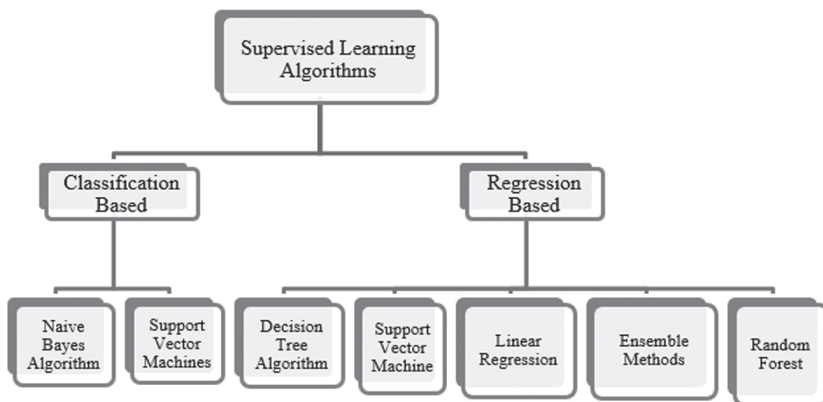 Supervised Learning
Algorithms
Classification
Based
Regression
Based
Naive
Bayes
Algorithm
Support
Vector
Machines
Decision
Tree
Algorithm
Support
Vector
Machine
Linear
Regression
Ensemble
Methods
Random
Forest